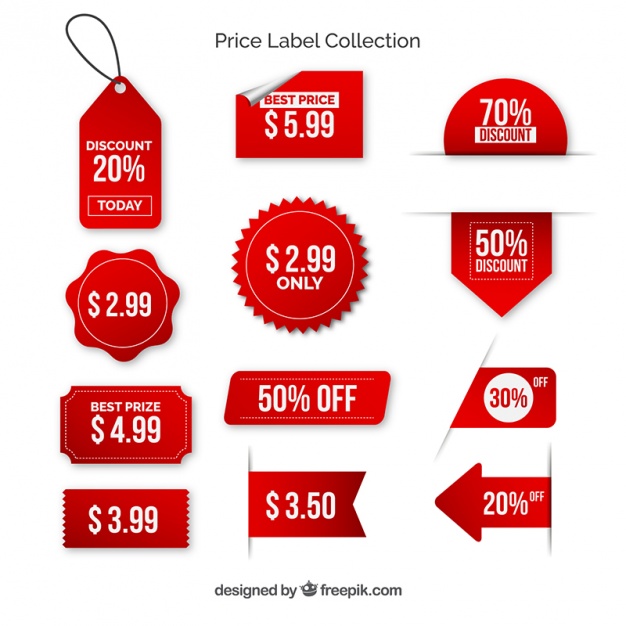 Price Label Collection
DISCOUNT
20%
TODAY
BEST PRICE
$ 5.99
70%
DISCOUNT
$ 2.99
$ 2.99
ONLY
50%
DISCOUNT
BEST PRIZE
$ 4.99
50% OFF
30% OFF
$ 3.99
$ 3.50
20% OFF
designed by freepik.com